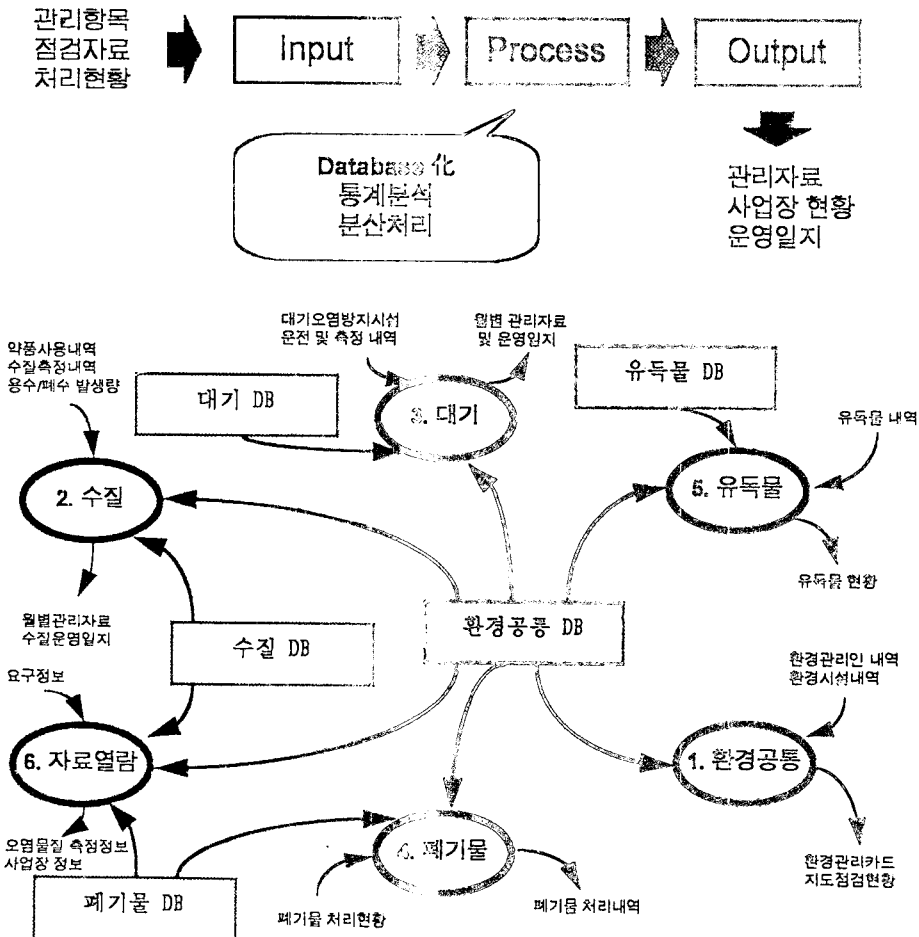 관리항목
점검자료
처리현황
Input
Process
Output
Database 化
통계분석
분산처리
관리자료
사업장 현황
운영일지
약품사용내역
수질측정내역
용수/폐수 발생량
대기오염방지시설
운전 및 측정 내역
월별 관리자료
및 운영일지
대기 DB
3. 대기
유독물 DB
유독물 내역
2. 수질
5. 유독물
유독물 현황
월별관리자료
수질운영일지
수질 DB
환경공통 DB
요구정보
환경관리인 내역
환경시설내역
6. 자료열람
1. 환경공통
오염물질 측정정보
사업장 정보
4. 폐기물
환경관리카드
지도점검현황
폐기물 DB
폐기물 처리현황
폐기물 처리내역